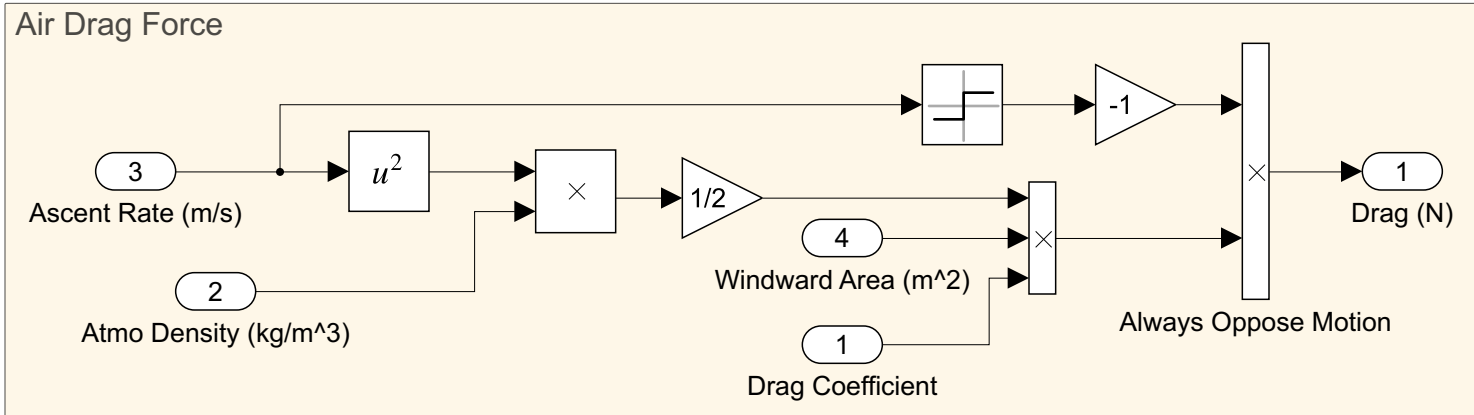 Air Drag Force
-1
3
u²
×
1/2
×
1
Ascent Rate (m/s)
4
×
Drag (N)
2
Windward Area (m^2)
Atmo Density (kg/m^3)
Always Oppose Motion
1
Drag Coefficient